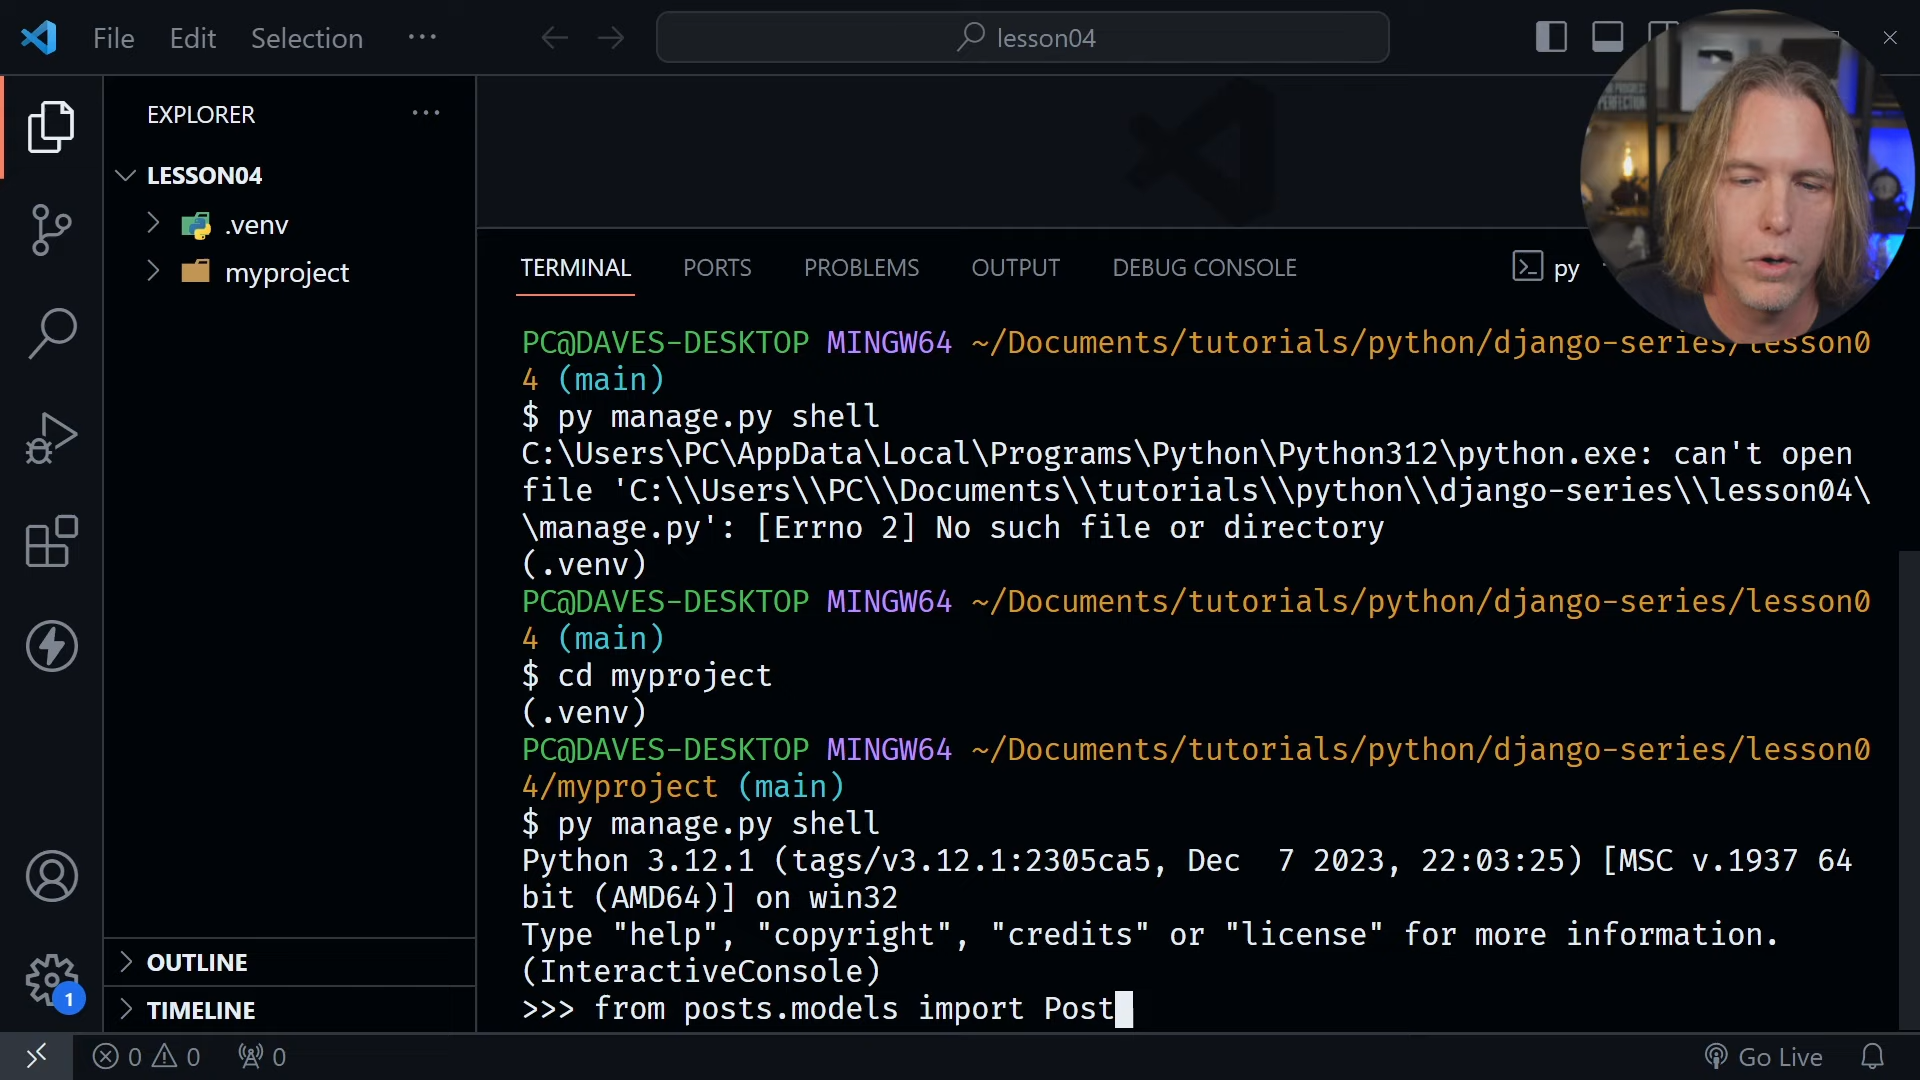 File Edit Selection ···
lesson04
EXPLORER
LESSON04
.venv
myproject
TERMINAL PORTS PROBLEMS OUTPUT DEBUG CONSOLE
py
PC@DAVES-DESKTOP MINGW64 ~/Documents/tutorials/python/django-series/lesson0
4 (main)
$ py manage.py shell
C:\Users\PC\AppData\Local\Programs\Python\Python312\python.exe: can't open
file 'C:\\Users\\PC\\Documents\\tutorials\\python\\django-series\\lesson04\
\manage.py': [Errno 2] No such file or directory
(.venv)
PC@DAVES-DESKTOP MINGW64 ~/Documents/tutorials/python/django-series/lesson0
4 (main)
$ cd myproject
(.venv)
PC@DAVES-DESKTOP MINGW64 ~/Documents/tutorials/python/django-series/lesson0
4/myproject (main)
$ py manage.py shell
Python 3.12.1 (tags/v3.12.1:2305ca5, Dec  7 2023, 22:03:25) [MSC v.1937 64
bit (AMD64)] on win32
Type "help", "copyright", "credits" or "license" for more information.
(InteractiveConsole)
>>> from posts.models import Post
OUTLINE
TIMELINE
1
0 0 0
Go Live